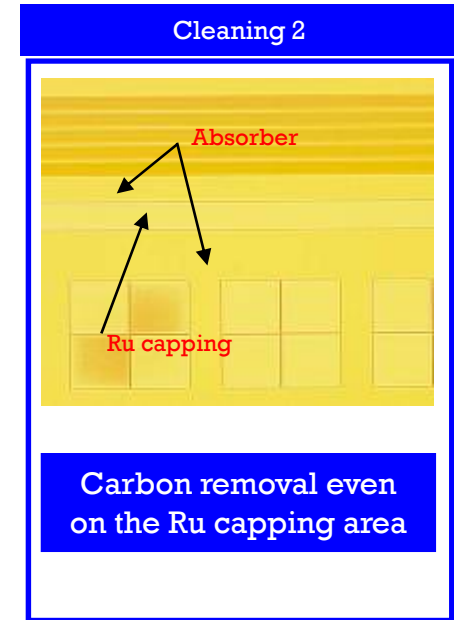 Cleaning 2
Absorber
Ru capping
Carbon removal even
on the Ru capping area